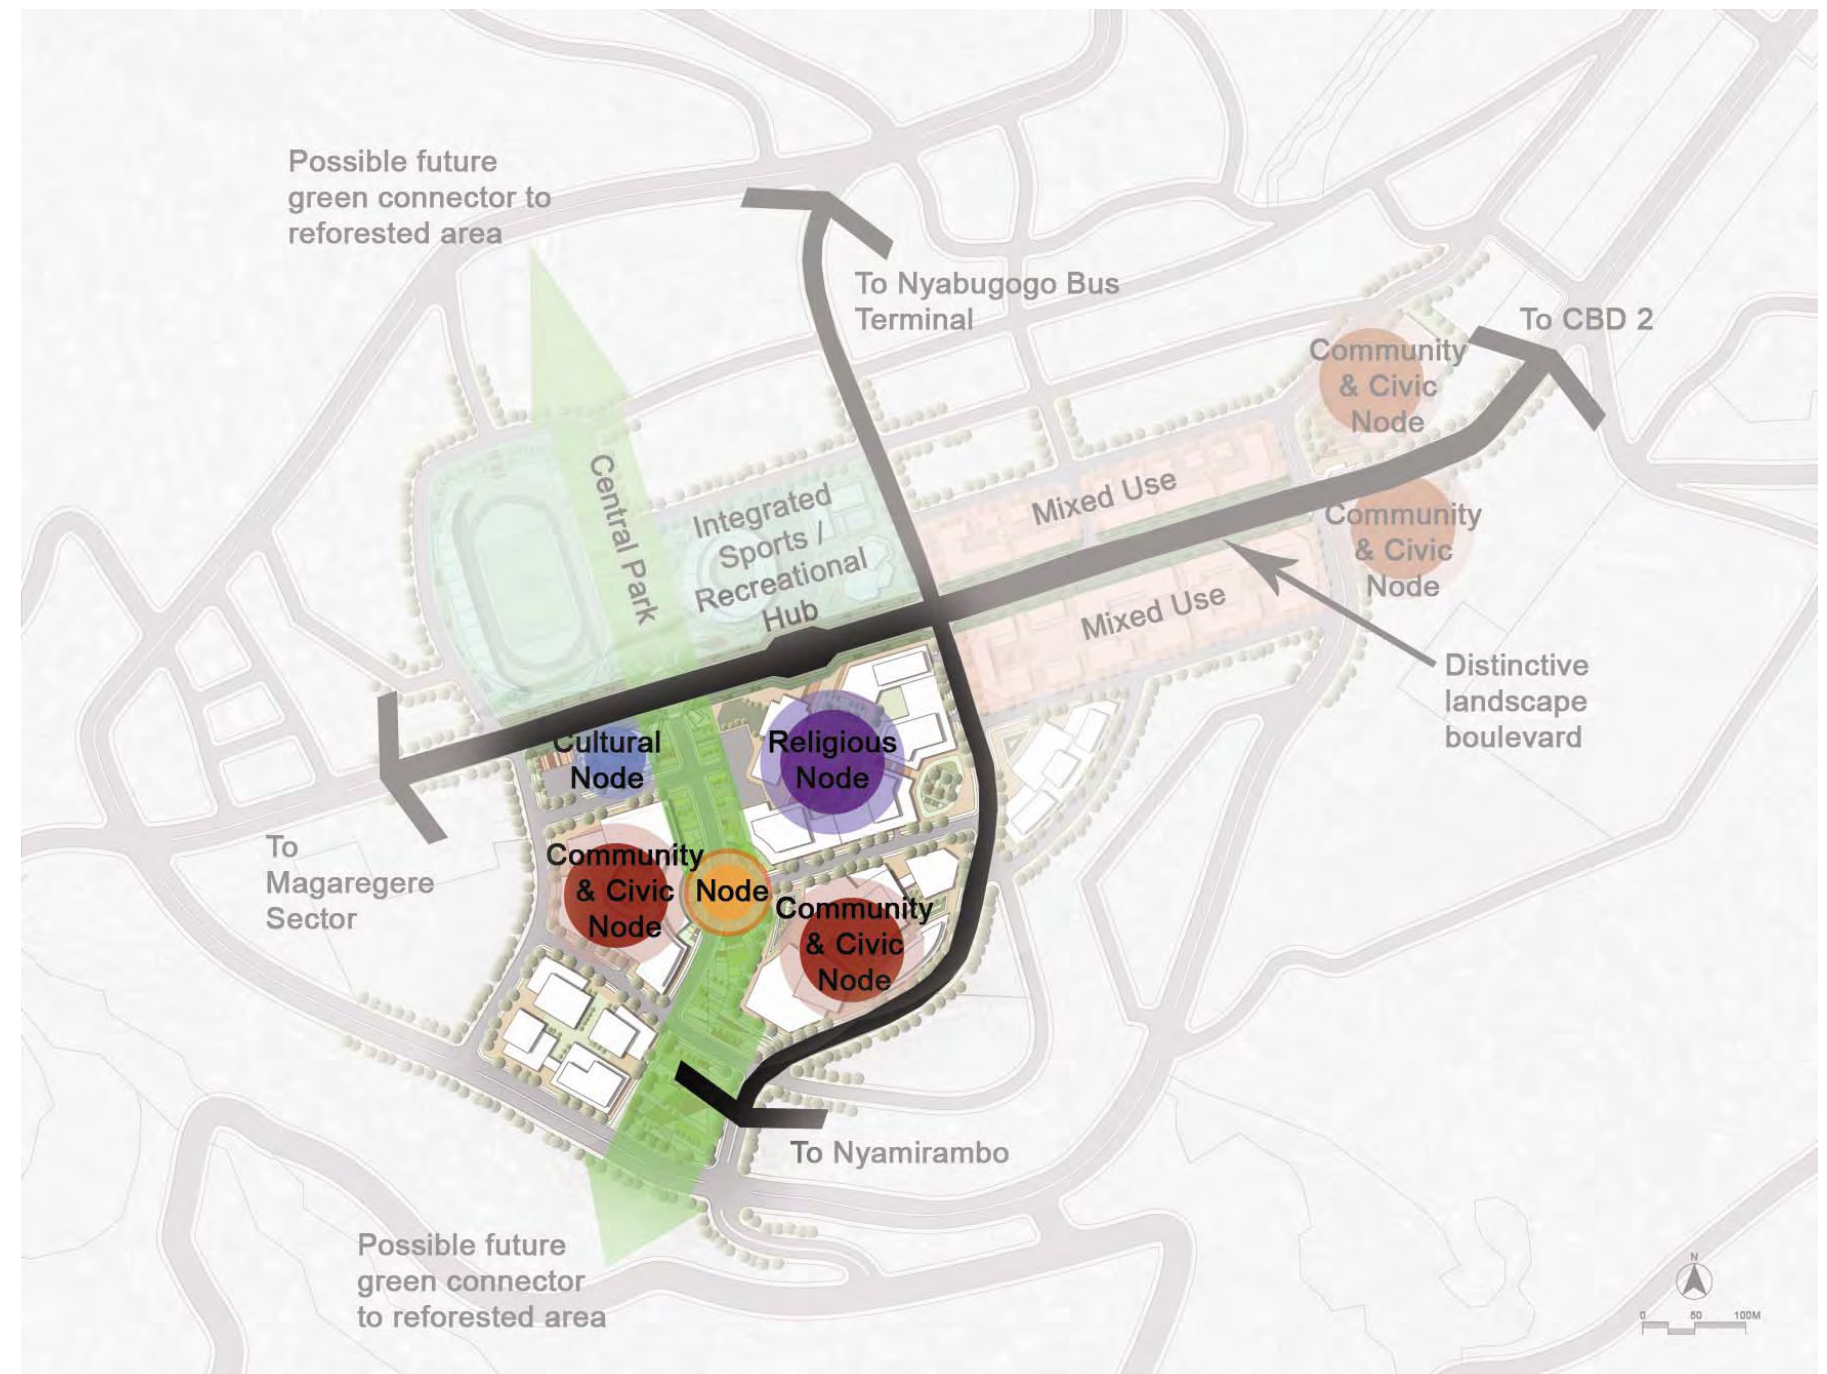 Possible future
green connector to
reforested area
To Nyabugogo Bus
Terminal
To CBD 2
Community
& Civic
Node
Central Park
Integrated
Sports /
Recreational
Hub
Mixed Use
Community
& Civic
Node
Mixed Use
Distinctive
landscape
boulevard
Cultural
Node
Religious
Node
To
Magaregere
Sector
Community
& Civic
Node
Node
Community
& Civic
Node
To Nyamirambo
Possible future
green connector
to reforested area
N
0 50 100M